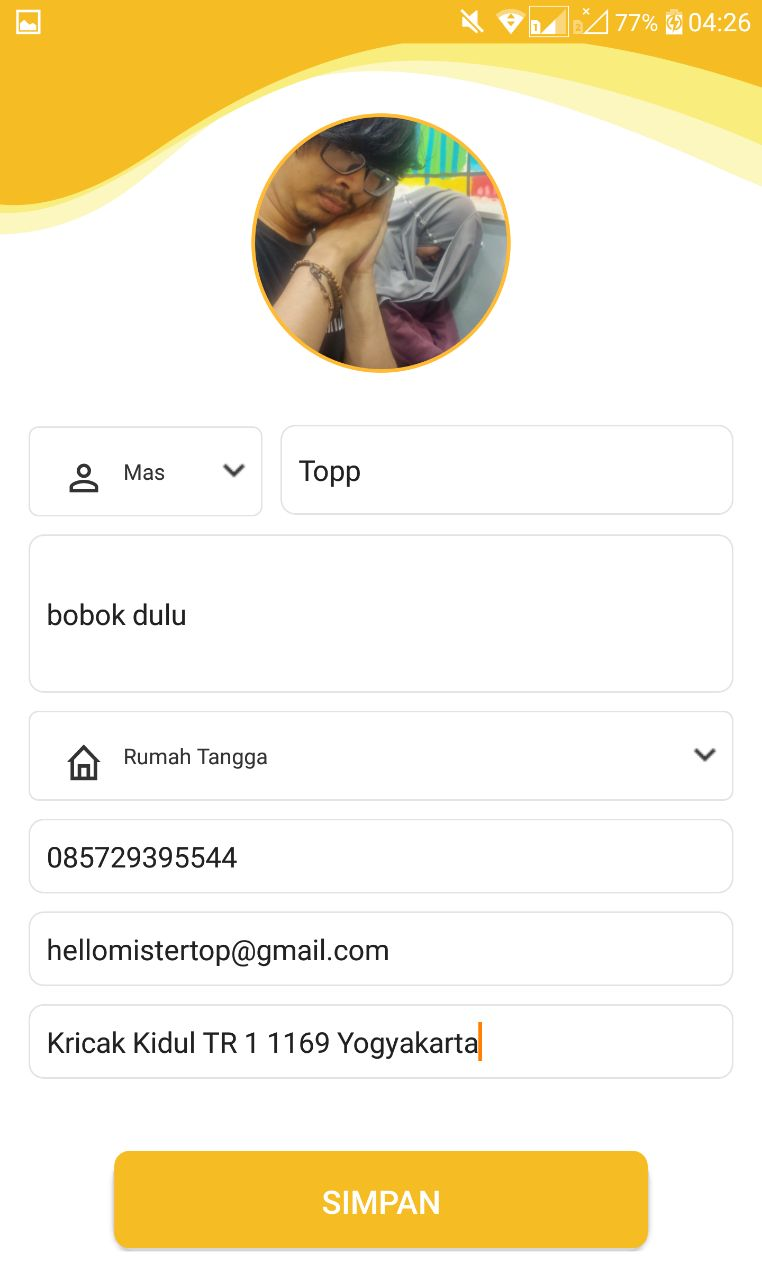 77% 04:26
Mas
Topp
bobok dulu
Rumah Tangga
085729395544
hellomistertop@gmail.com
Kricak Kidul TR 1 1169 Yogyakarta
SIMPAN